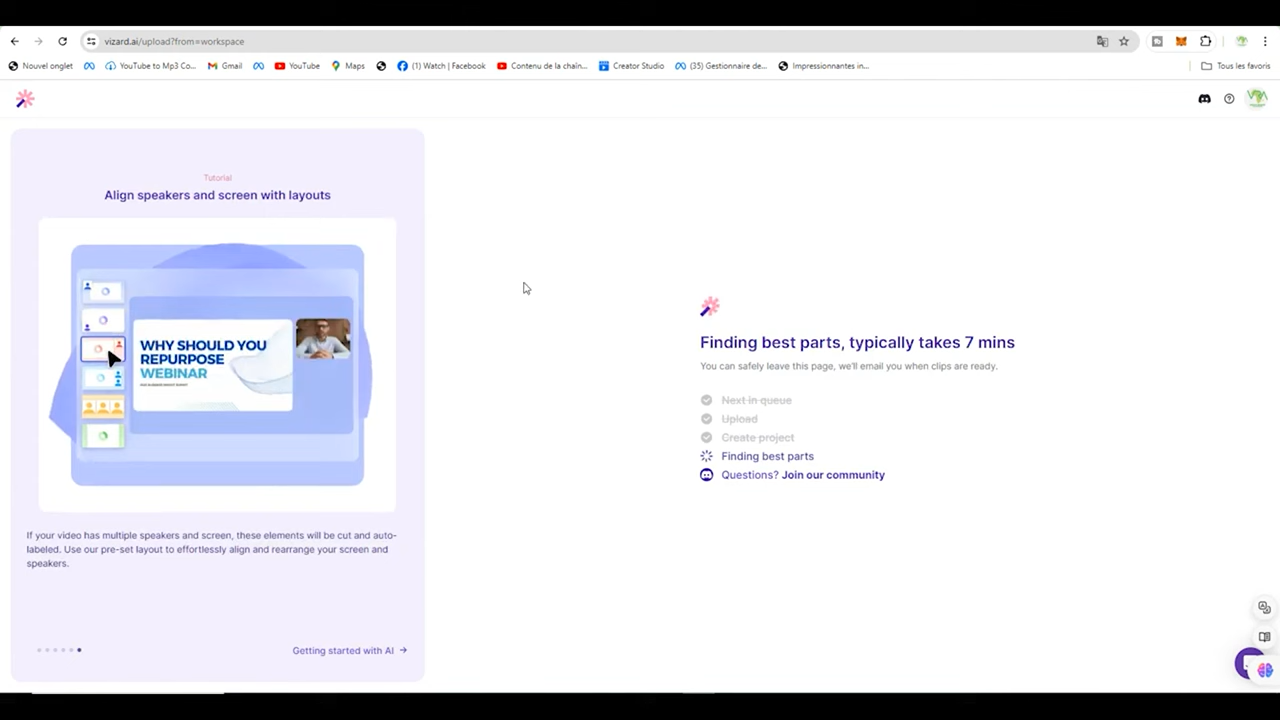 vizard.ai/upload?from=workspace
Nouvel onglet
YouTube to Mp3 Co...
Gmail
YouTube
Maps
(1) Watch | Facebook
Contenu de la chaîn...
Creator Studio
(35) Gestionnaire de...
Impressionnantes in...
Tous les favoris
Tutorial
Align speakers and screen with layouts
WHY SHOULD YOU
REPURPOSE
WEBINAR
If your video has multiple speakers and screen, these elements will be cut and auto-
labeled. Use our pre-set layout to effortlessly align and rearrange your screen and
speakers.
Getting started with AI
Finding best parts, typically takes 7 mins
You can safely leave this page, we'll email you when clips are ready.
Next in queue
Upload
Create project
Finding best parts
Questions? Join our community